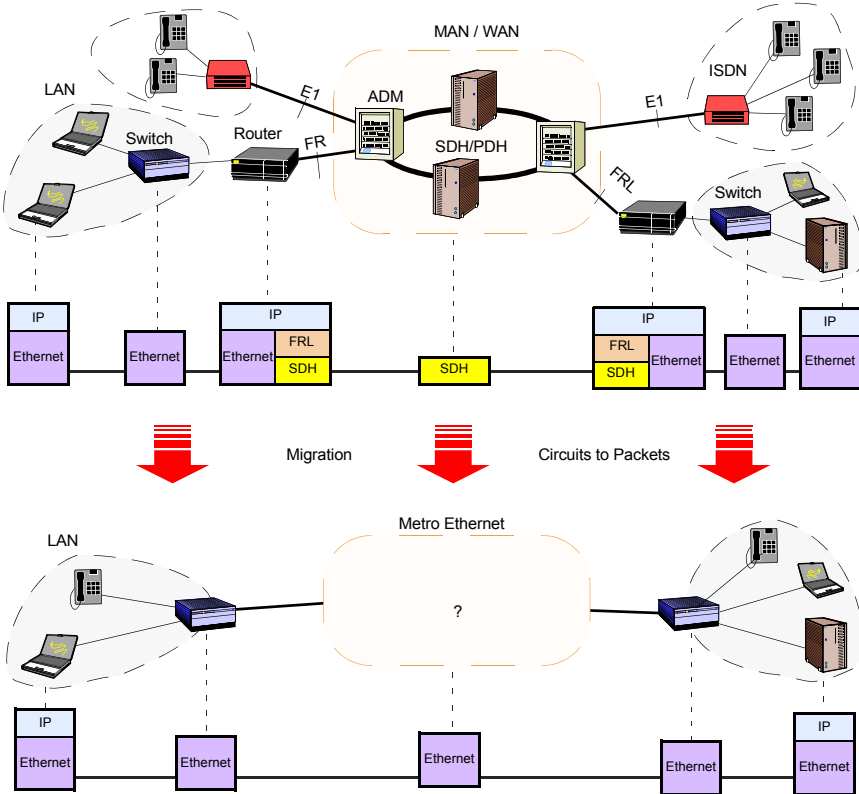 MAN / WAN
ISDN
LAN
E1
ADM
E1
Switch
Router
FR
SDH/PDH
FRL
Switch
IP
Ethernet
Ethernet
IP
Ethernet
FRL
SDH
SDH
IP
FRL
SDH
Ethernet
Ethernet
IP
Ethernet
Migration
Circuits to Packets
Metro Ethernet
LAN
?
IP
Ethernet
Ethernet
Ethernet
Ethernet
IP
Ethernet